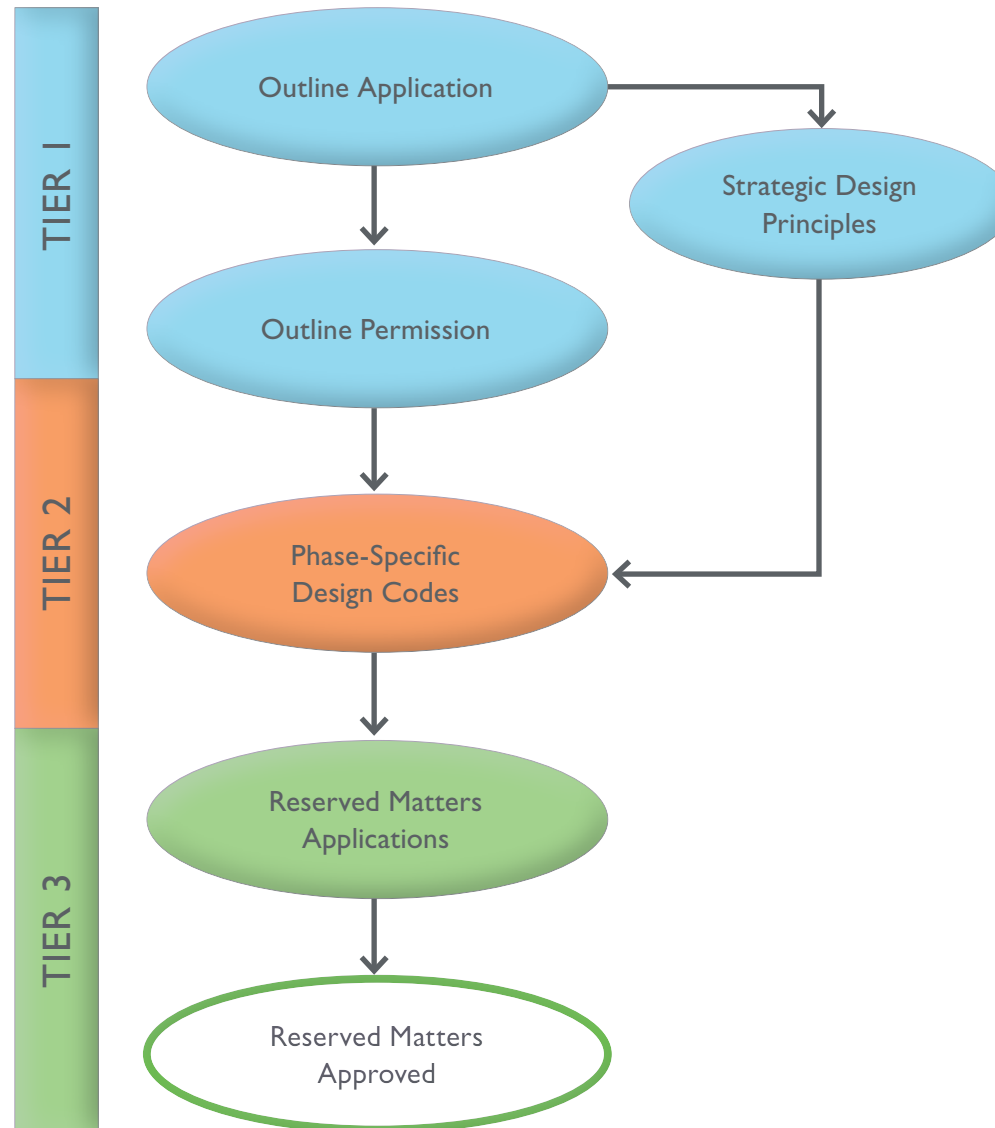 TIER 1
Outline Application
Strategic Design
Principles
Outline Permission
TIER 2
Phase-Specific
Design Codes
TIER 3
Reserved Matters
Applications
Reserved Matters
Approved